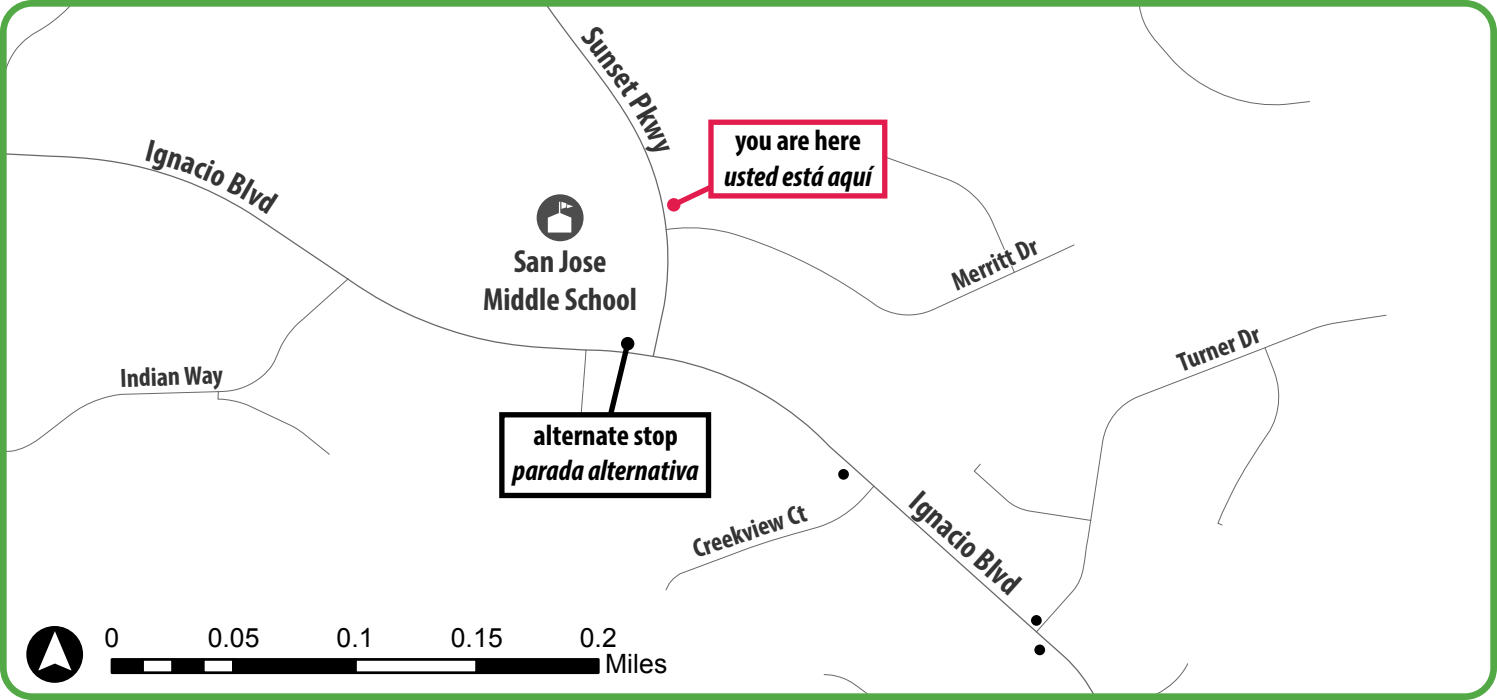 Sunset Pkwy
Ignacio Blvd
you are here
usted está aquí
San Jose
Middle School
Merritt Dr
Turner Dr
Indian Way
alternate stop
parada alternativa
Creekview Ct
Ignacio Blvd
0 0.05 0.1 0.15 0.2
Miles